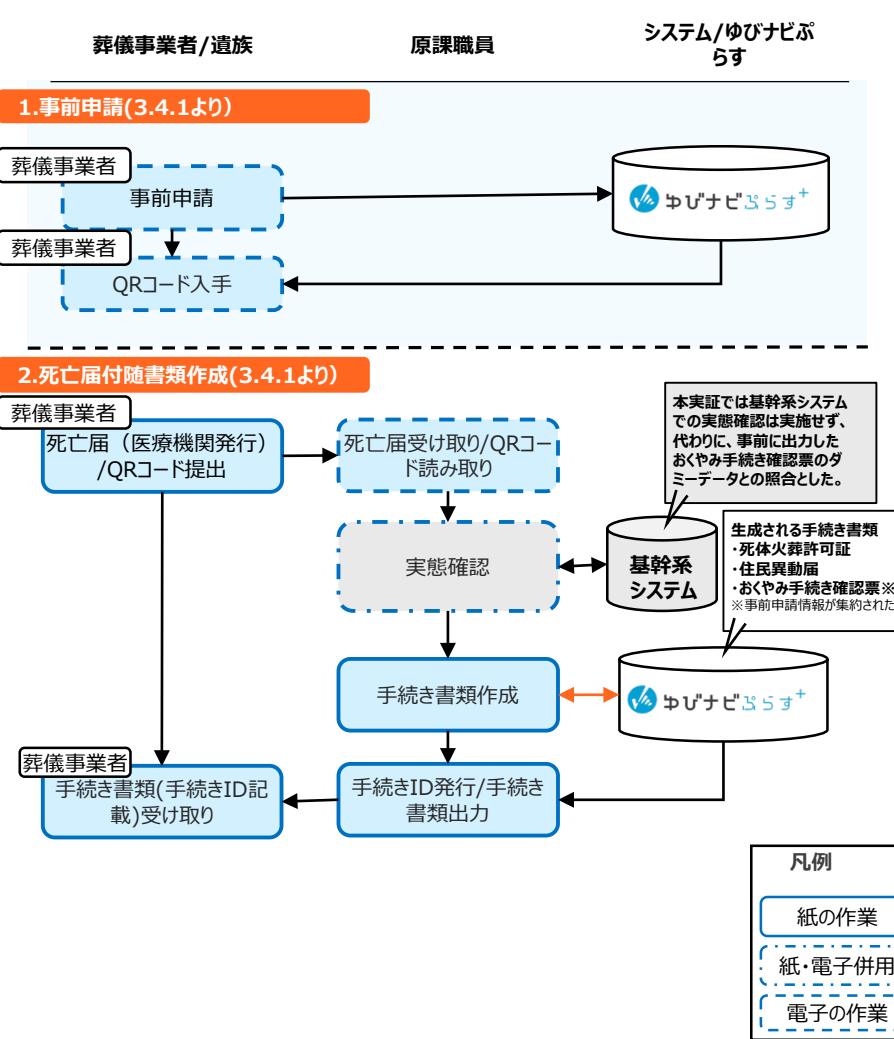 葬儀事業者/遺族
原課職員
システム/ゆびナビぷ
らす
1.事前申請(3.4.1より）
葬儀事業者
事前申請
ゆびナビぷらす+
葬儀事業者
QRコード入手
2.死亡届付随書類作成(3.4.1より）
葬儀事業者
死亡届（医療機関発行）
/QRコード提出
死亡届受け取り/QRコー
ド読み取り
本実証では基幹系システム
での実態確認は実施せず、
代わりに、事前に出力した
おくやみ手続き確認票のダ
ミーデータとの照合とした。
実態確認
基幹系
システム
生成される手続き書類
・死体火葬許可証
・住民異動届
・おくやみ手続き確認票※
※事前申請情報が集約された
手続き書類作成
ゆびナビぷらす+
葬儀事業者
手続き書類(手続きID記
載)受け取り
手続きID発行/手続き
書類出力
凡例
紙の作業
紙・電子併用
電子の作業